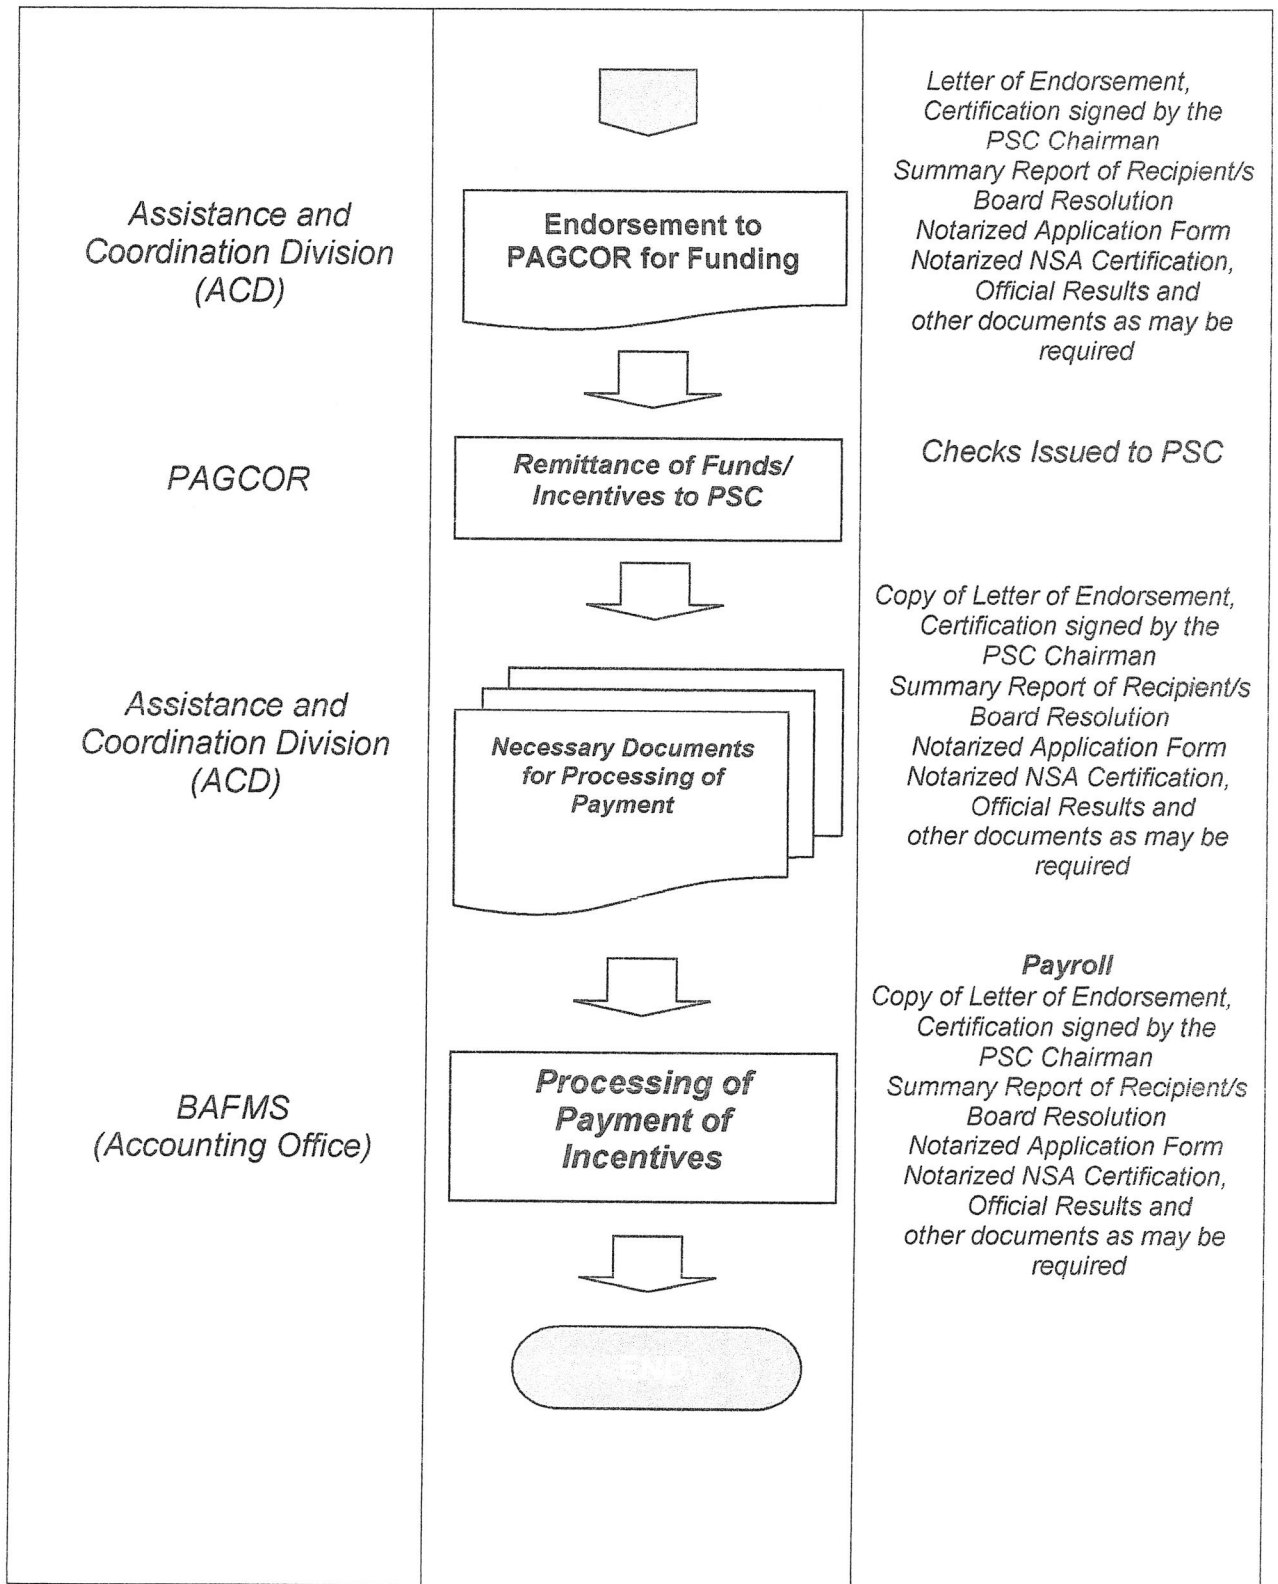 Assistance and
Coordination Division
(ACD)
Endorsement to
PAGCOR for Funding
Letter of Endorsement,
Certification signed by the
PSC Chairman
Summary Report of Recipient/s
Board Resolution
Notarized Application Form
Notarized NSA Certification,
Official Results and
other documents as may be
required
PAGCOR
Remittance of Funds/
Incentives to PSC
Checks Issued to PSC
Assistance and
Coordination Division
(ACD)
Necessary Documents
for Processing of
Payment
Copy of Letter of Endorsement,
Certification signed by the
PSC Chairman
Summary Report of Recipient/s
Board Resolution
Notarized Application Form
Notarized NSA Certification,
Official Results and
other documents as may be
required
BAFMS
(Accounting Office)
Processing of
Payment of
Incentives
Payroll
Copy of Letter of Endorsement,
Certification signed by the
PSC Chairman
Summary Report of Recipient/s
Board Resolution
Notarized Application Form
Notarized NSA Certification,
Official Results and
other documents as may be
required
END